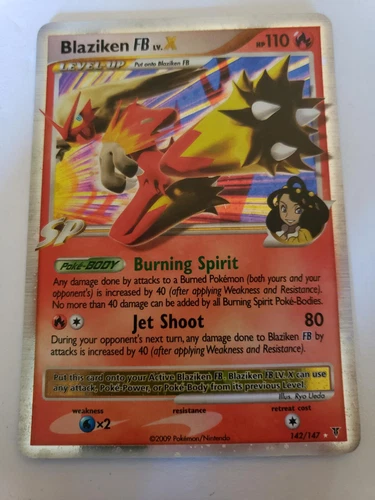 Blaziken FB LV. X
HP 110
LEVEL-UP Put onto Blaziken FB
SP
Poké-BODY Burning Spirit
Any damage done by attacks to a Burned Pokémon (both yours and your
opponent's) is increased by 40 (after applying Weakness and Resistance).
No more than 40 damage can be added by all Burning Spirit Poké-Bodies.
Jet Shoot 80
During your opponent's next turn, any damage done to Blaziken FB by
attacks is increased by 40 (after applying Weakness and Resistance).
Put this card onto your Active Blaziken FB. Blaziken FB LV. X can use
any attack, Poké-Power, or Poké-Body from its previous Level.
Illus. Ryo Ueda
weakness resistance retreat cost
×2
©2009 Pokémon/Nintendo 142/147